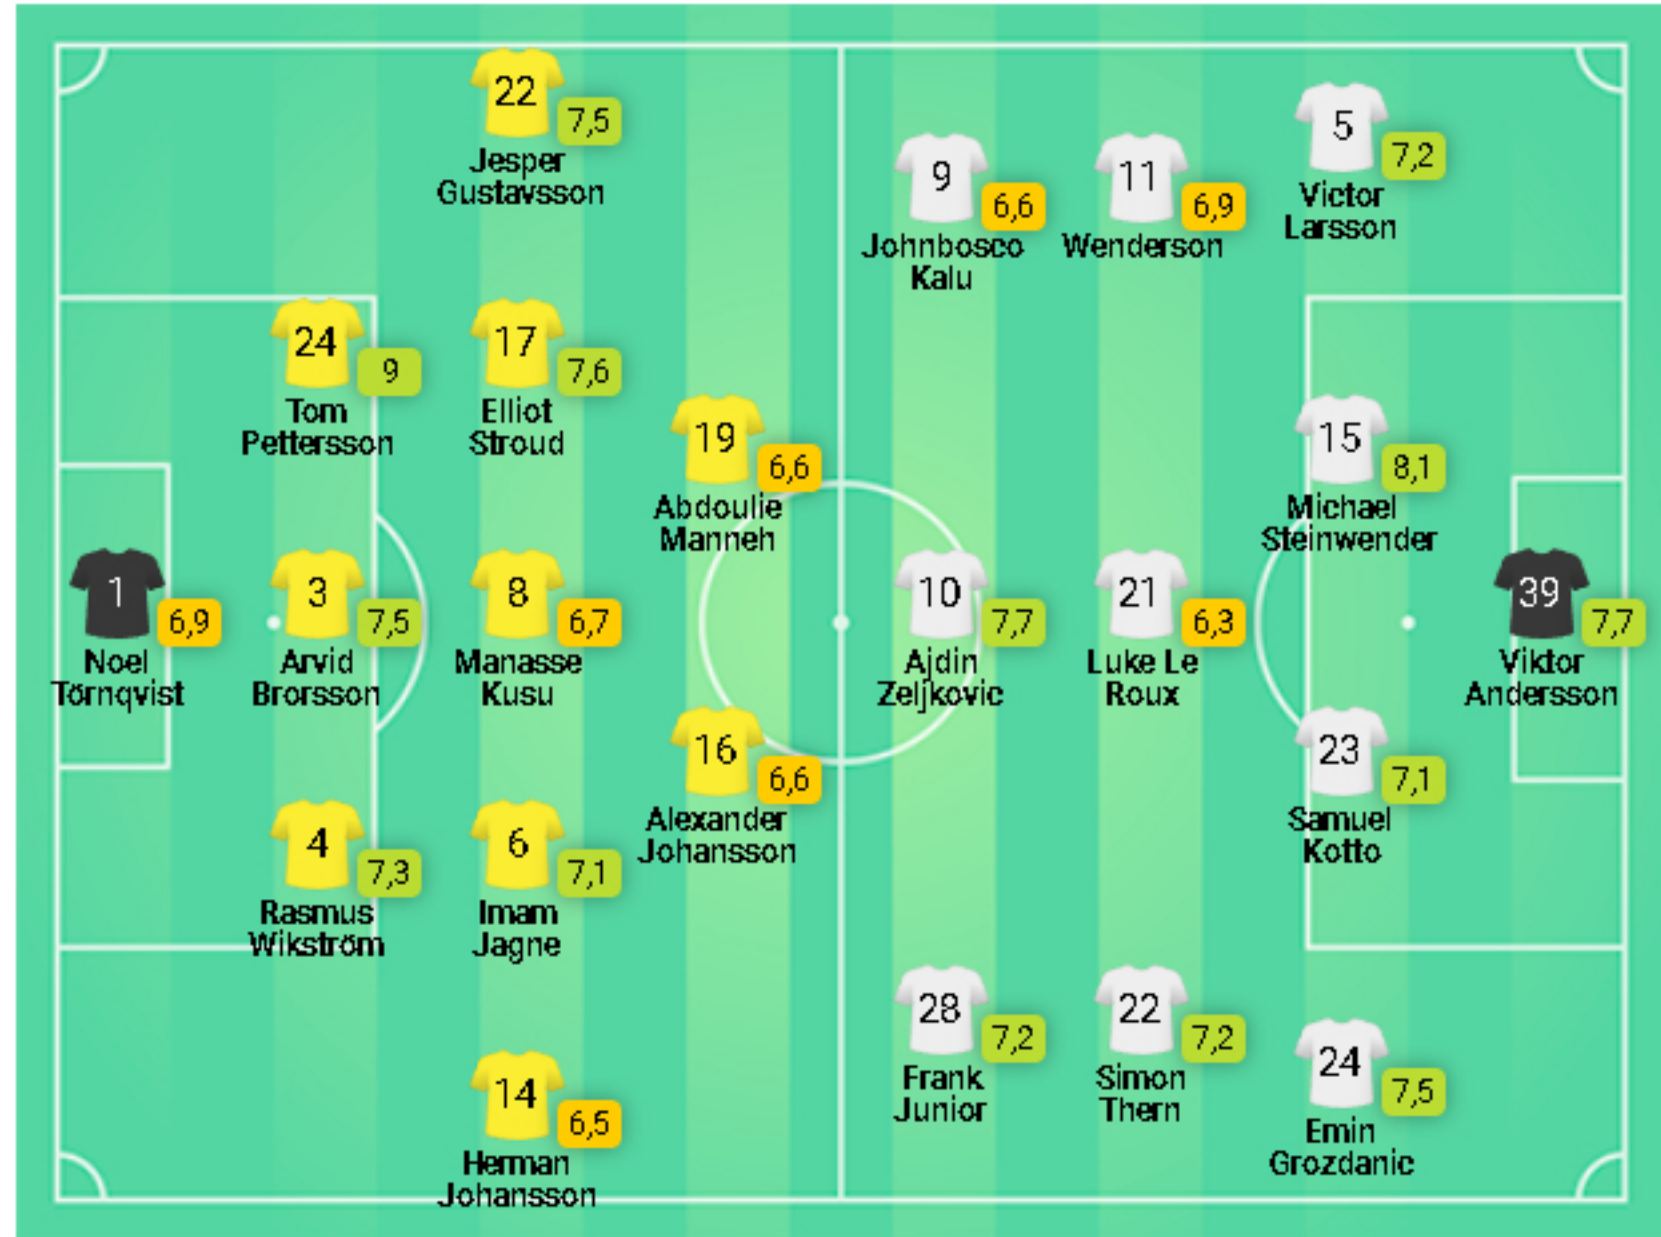 22
7,5
Jesper
Gustavsson
5
7,2
Victor
Larsson
9
6,6
Johnbosco
Kalu
11
6,9
Wenderson
24
9
Tom
Pettersson
17
7,6
Elliot
Stroud
19
6,6
Abdoulie
Manneh
15
8,1
Michael
Steinwender
1
6,9
Noel
Törnqvist
3
7,5
Arvid
Brorsson
8
6,7
Manasse
Kusu
10
7,7
Ajdin
Zeljkovic
21
6,3
Luke Le
Roux
39
7,7
Viktor
Andersson
16
6,6
Alexander
Johansson
23
7,1
Samuel
Kotto
4
7,3
Rasmus
Wikström
6
7,1
Imam
Jagne
28
7,2
Frank
Junior
22
7,2
Simon
Thern
24
7,5
Emin
Grozdanic
14
6,5
Herman
Johansson